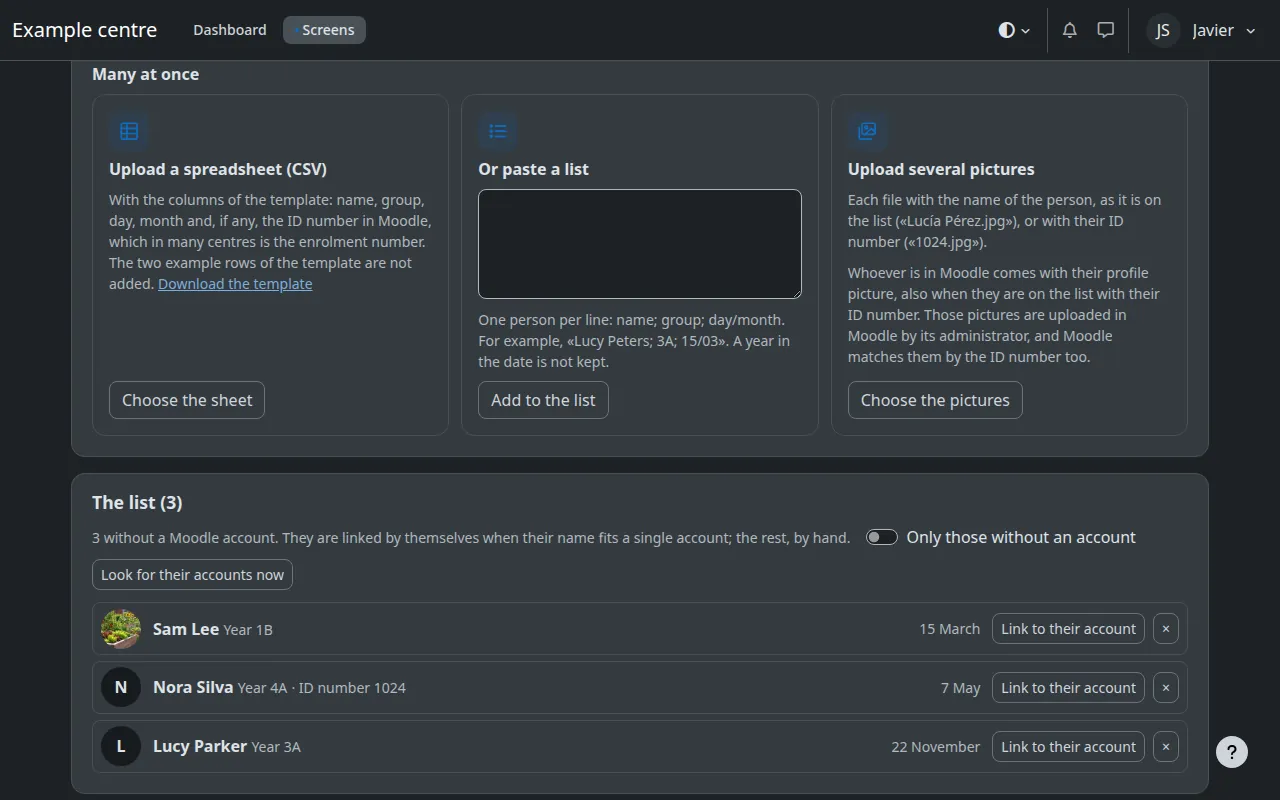 Example centre
Dashboard
Screens
JS
Javier
Many at once
Upload a spreadsheet (CSV)
With the columns of the template: name, group,
day, month and, if any, the ID number in Moodle,
which in many centres is the enrolment number.
The two example rows of the template are not
added. Download the template
Choose the sheet
Or paste a list
One person per line: name; group; day/month.
For example, «Lucy Peters; 3A; 15/03». A year in
the date is not kept.
Add to the list
Upload several pictures
Each file with the name of the person, as it is on
the list («Lucía Pérez.jpg»), or with their ID
number («1024.jpg»).
Whoever is in Moodle comes with their profile
picture, also when they are on the list with their
ID number. Those pictures are uploaded in
Moodle by its administrator, and Moodle
matches them by the ID number too.
Choose the pictures
The list (3)
3 without a Moodle account. They are linked by themselves when their name fits a single account; the rest, by hand.
Only those without an account
Look for their accounts now
Sam Lee Year 1B
15 March
Link to their account
×
N
Nora Silva Year 4A · ID number 1024
7 May
Link to their account
×
L
Lucy Parker Year 3A
22 November
Link to their account
×
?